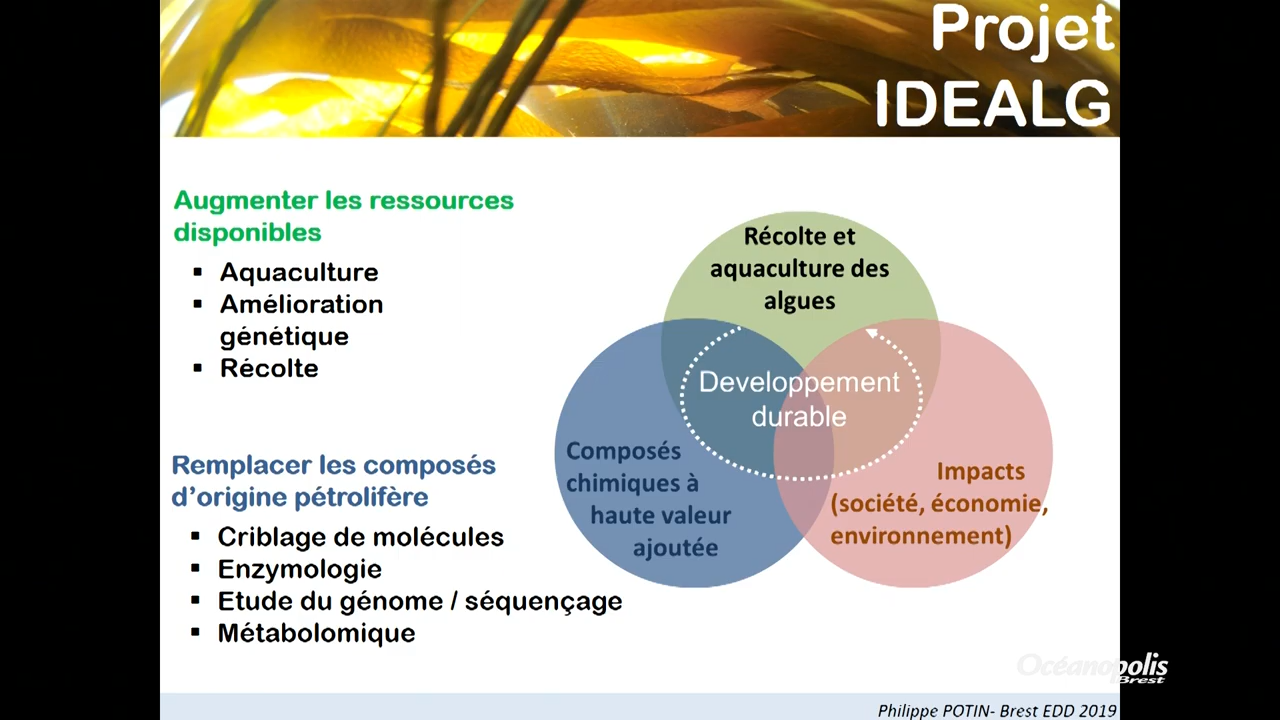 Projet
IDEALG
Augmenter les ressources
disponibles
▪ Aquaculture
▪ Amélioration
génétique
▪ Récolte
Remplacer les composés
d'origine pétrolifère
▪ Criblage de molécules
▪ Enzymologie
▪ Etude du génome / séquençage
▪ Métabolomique
Récolte et
aquaculture des
algues
Developpement
durable
Composés
chimiques à
haute valeur
ajoutée
Impacts
(société, économie,
environnement)
Océanopolis
Brest
Philippe POTIN- Brest EDD 2019